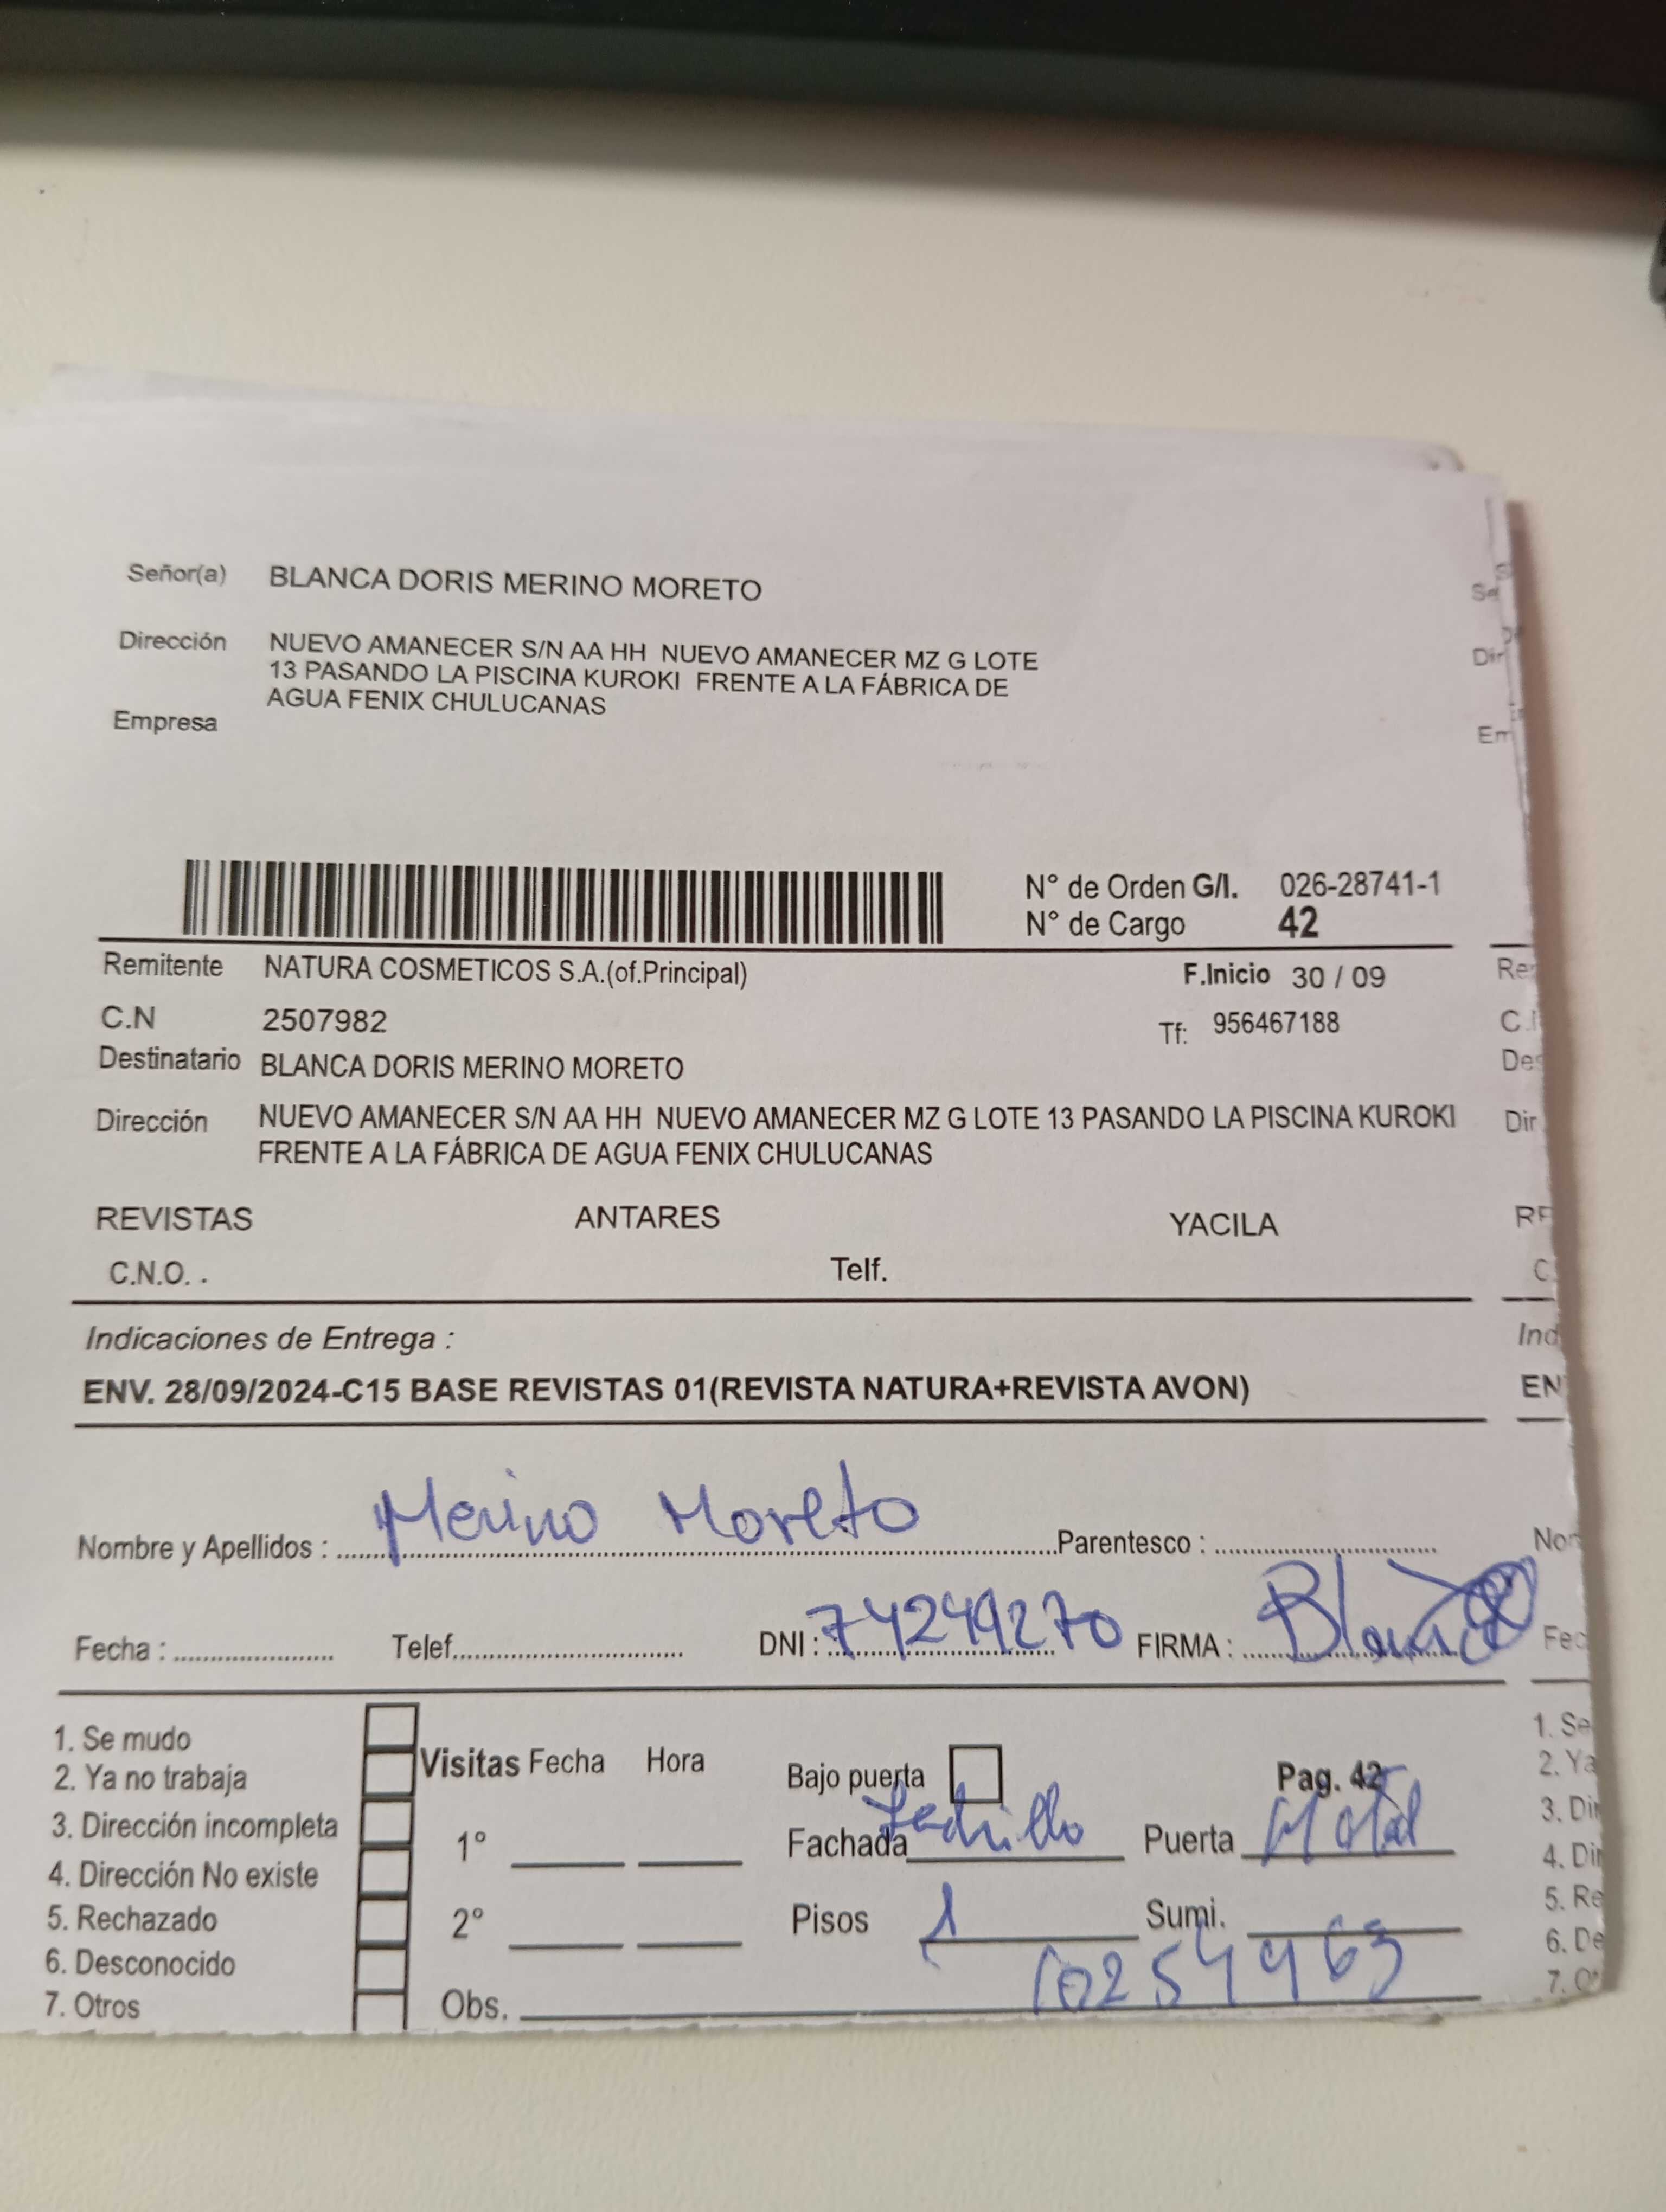 Señor(a) BLANCA DORIS MERINO MORETO
Dirección NUEVO AMANECER S/N AA HH NUEVO AMANECER MZ G LOTE
13 PASANDO LA PISCINA KUROKI FRENTE A LA FÁBRICA DE
AGUA FENIX CHULUCANAS
Empresa
N° de Orden G/I. 026-28741-1
N° de Cargo 42
Remitente NATURA COSMETICOS S.A.(of.Principal) F.Inicio 30 / 09
C.N 2507982 Tf: 956467188
Destinatario BLANCA DORIS MERINO MORETO
Dirección NUEVO AMANECER S/N AA HH NUEVO AMANECER MZ G LOTE 13 PASANDO LA PISCINA KUROKI
FRENTE A LA FÁBRICA DE AGUA FENIX CHULUCANAS
REVISTAS ANTARES YACILA
C.N.O. . Telf.
Indicaciones de Entrega :
ENV. 28/09/2024-C15 BASE REVISTAS 01(REVISTA NATURA+REVISTA AVON)
Nombre y Apellidos : Merino Moreto Parentesco :
Fecha : Telef. DNI : 74249270 FIRMA : Blanca
1. Se mudo
2. Ya no trabaja
3. Dirección incompleta
4. Dirección No existe
5. Rechazado
6. Desconocido
7. Otros
Visitas Fecha Hora
1°
2°
Bajo puerta Pag. 42
Fachada Ladrillo Puerta Metal
Pisos 1 Sumi.
102544963
Obs.